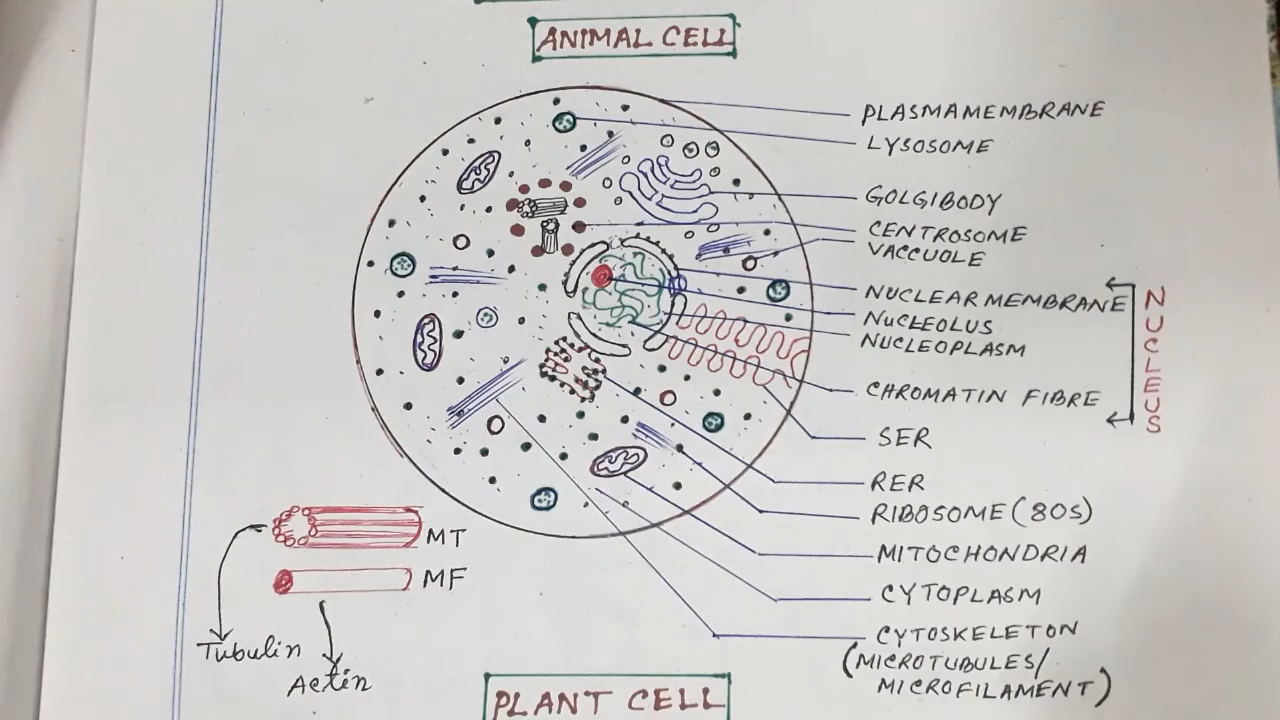 ANIMAL CELL
PLASMAMEMBRANE
LYSOSOME
GOLGIBODY
CENTROSOME
VACCUOLE
NUCLEARMEMBRANE
NUCLEOLUS
NUCLEOPLASM
CHROMATIN FIBRE
NUCLEUS
SER
RER
RIBOSOME (80S)
MITOCHONDRIA
CYTOPLASM
CYTOSKELETON
(MICROTUBULES/
MICROFILAMENT)
MT
MF
Tubulin
Actin
PLANT CELL